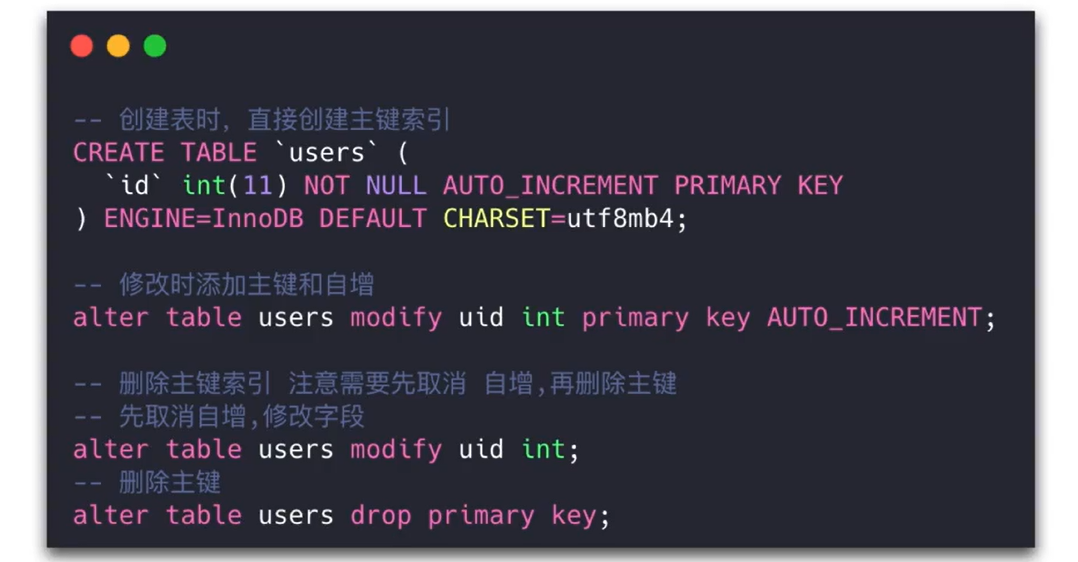 -- 创建表时, 直接创建主键索引
CREATE TABLE `users` (
  `id` int(11) NOT NULL AUTO_INCREMENT PRIMARY KEY
) ENGINE=InnoDB DEFAULT CHARSET=utf8mb4;
-- 修改时添加主键和自增
alter table users modify uid int primary key AUTO_INCREMENT;
-- 删除主键索引 注意需要先取消 自增,再删除主键
-- 先取消自增,修改字段
alter table users modify uid int;
-- 删除主键
alter table users drop primary key;